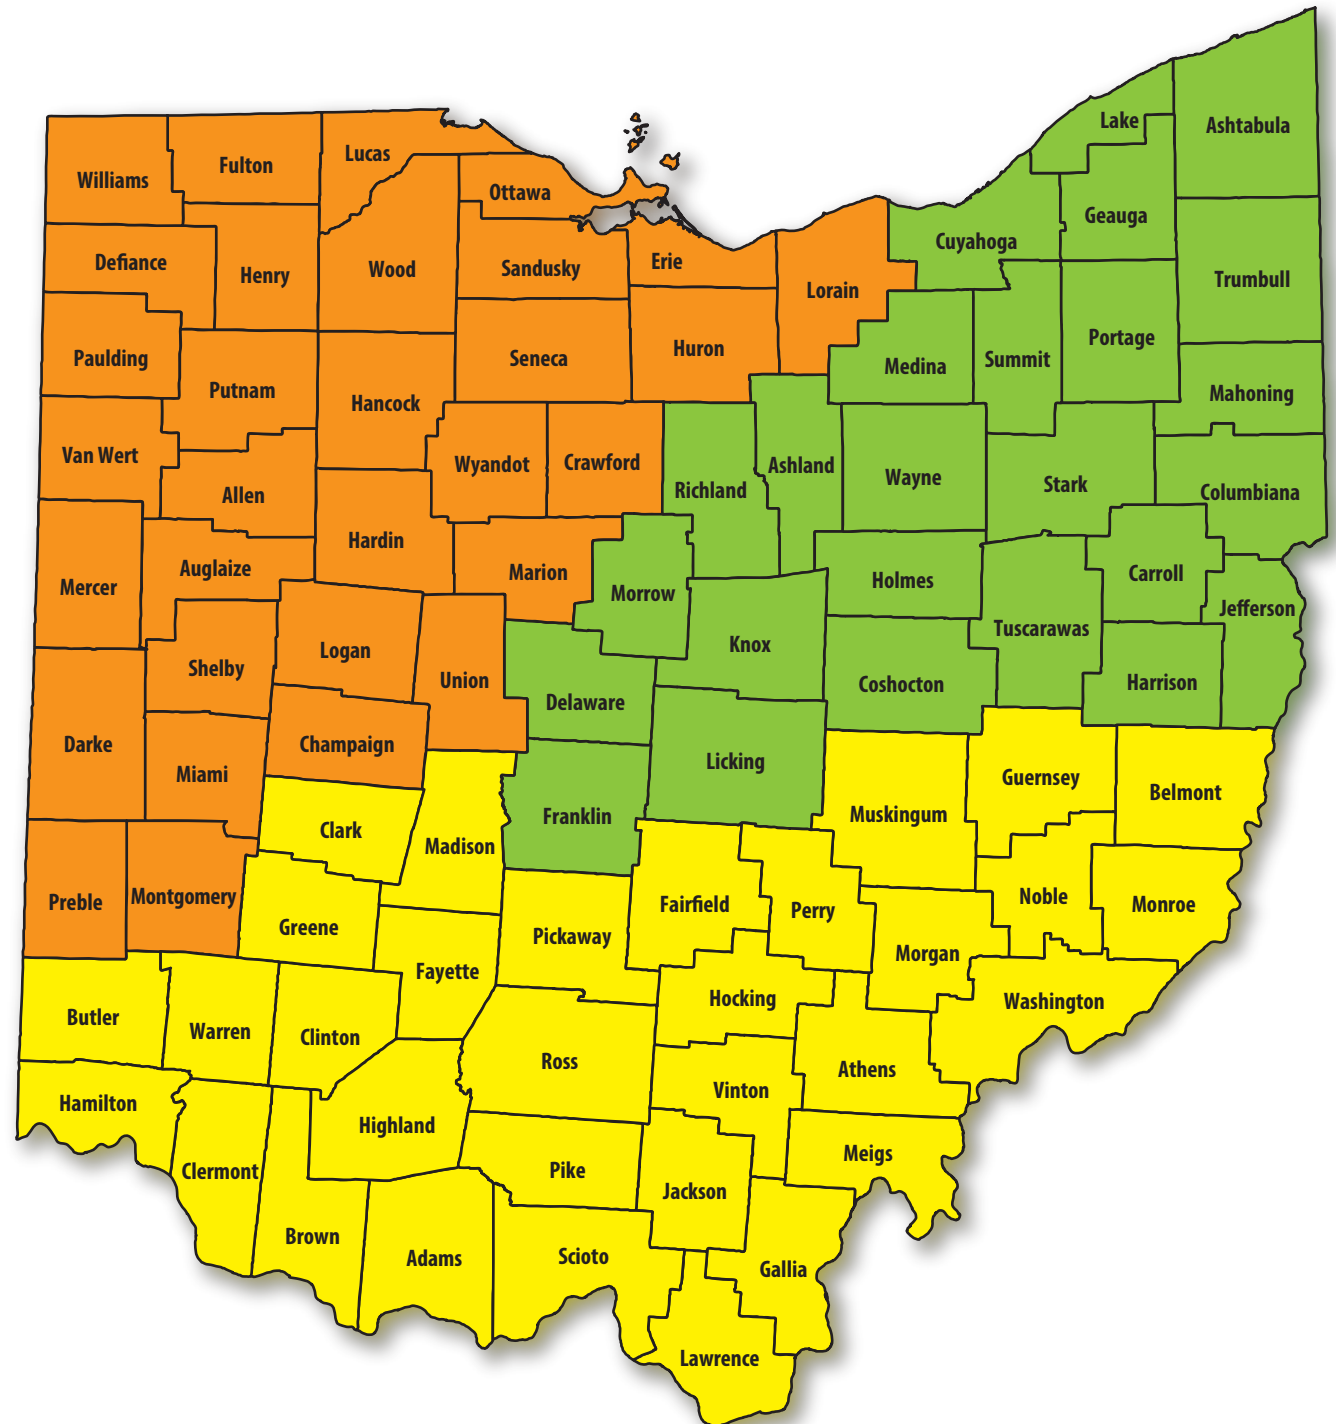 Lake
Ashtabula
Lucas
Fulton
Williams
Ottawa
Geauga
Cuyahoga
Defiance
Henry
Wood
Sandusky
Erie
Lorain
Trumbull
Paulding
Seneca
Huron
Medina
Summit
Portage
Putnam
Hancock
Mahoning
Van Wert
Wyandot
Crawford
Ashland
Richland
Wayne
Stark
Columbiana
Allen
Hardin
Auglaize
Marion
Mercer
Morrow
Holmes
Carroll
Jefferson
Tuscarawas
Knox
Logan
Shelby
Union
Coshocton
Harrison
Delaware
Darke
Champaign
Miami
Licking
Guernsey
Belmont
Franklin
Muskingum
Clark
Madison
Preble
Montgomery
Fairfield
Perry
Noble
Monroe
Greene
Pickaway
Morgan
Fayette
Hocking
Washington
Butler
Warren
Clinton
Ross
Athens
Vinton
Hamilton
Highland
Meigs
Clermont
Pike
Jackson
Brown
Adams
Scioto
Gallia
Lawrence